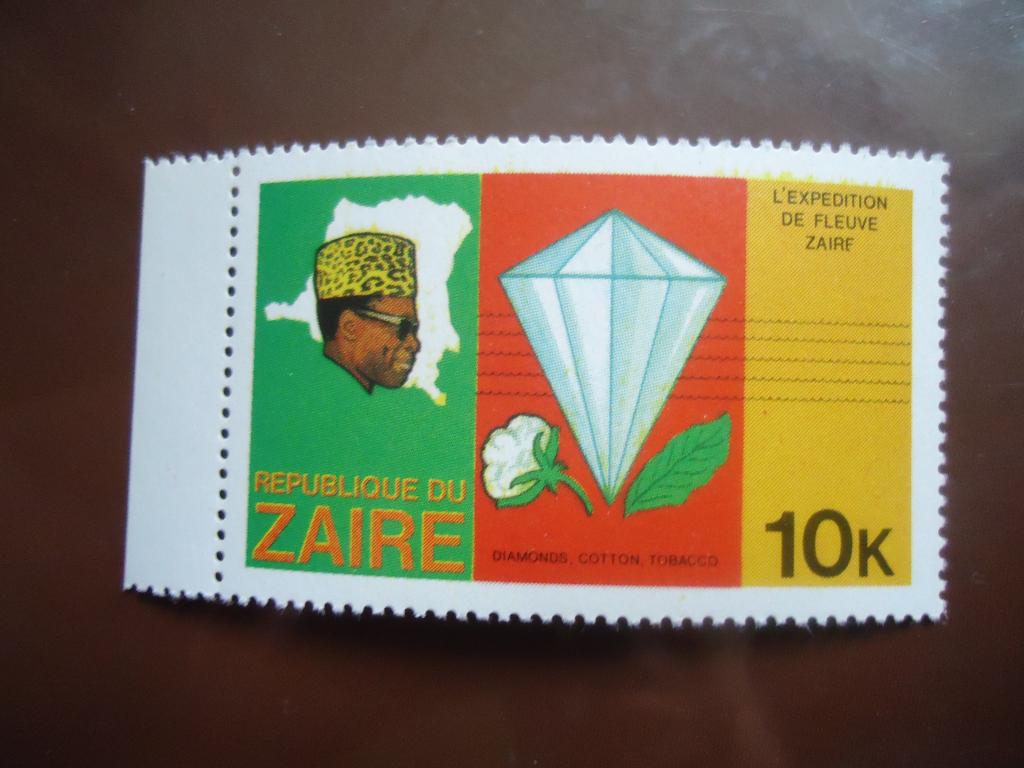 REPUBLIQUE DU
ZAIRE
DIAMONDS, COTTON, TOBACCO
L'EXPEDITION
DE FLEUVE
ZAIRE
10K